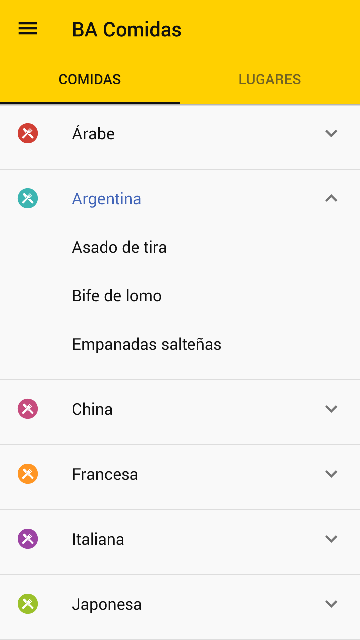 BA Comidas
COMIDAS LUGARES
Árabe
Argentina
Asado de tira
Bife de lomo
Empanadas salteñas
China
Francesa
Italiana
Japonesa